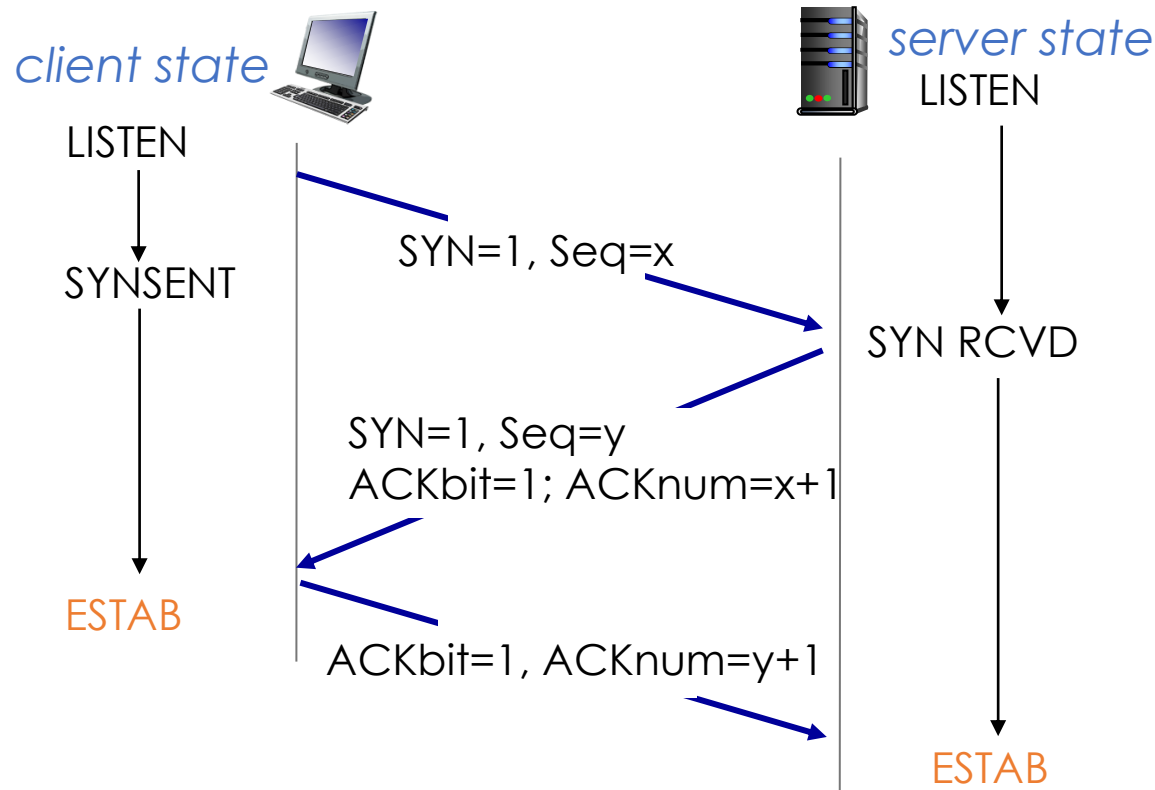 client state
server state
LISTEN
LISTEN
SYN=1, Seq=x
SYNSENT
SYN RCVD
SYN=1, Seq=y
ACKbit=1; ACKnum=x+1
ESTAB
ACKbit=1, ACKnum=y+1
ESTAB